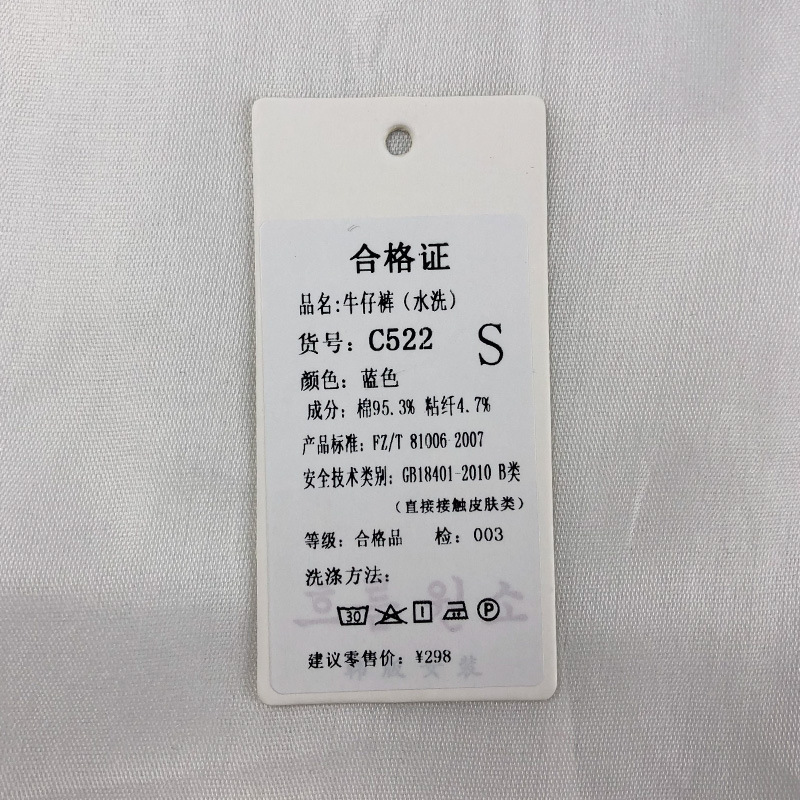 合格证
品名:牛仔裤（水洗）
货号：C522 S
颜色：蓝色
成分：棉95.3% 粘纤4.7%
产品标准：FZ/T 81006-2007
安全技术类别：GB18401-2010 B类
（直接接触皮肤类）
等级：合格品 检：003
洗涤方法：
30 P
建议零售价：¥298